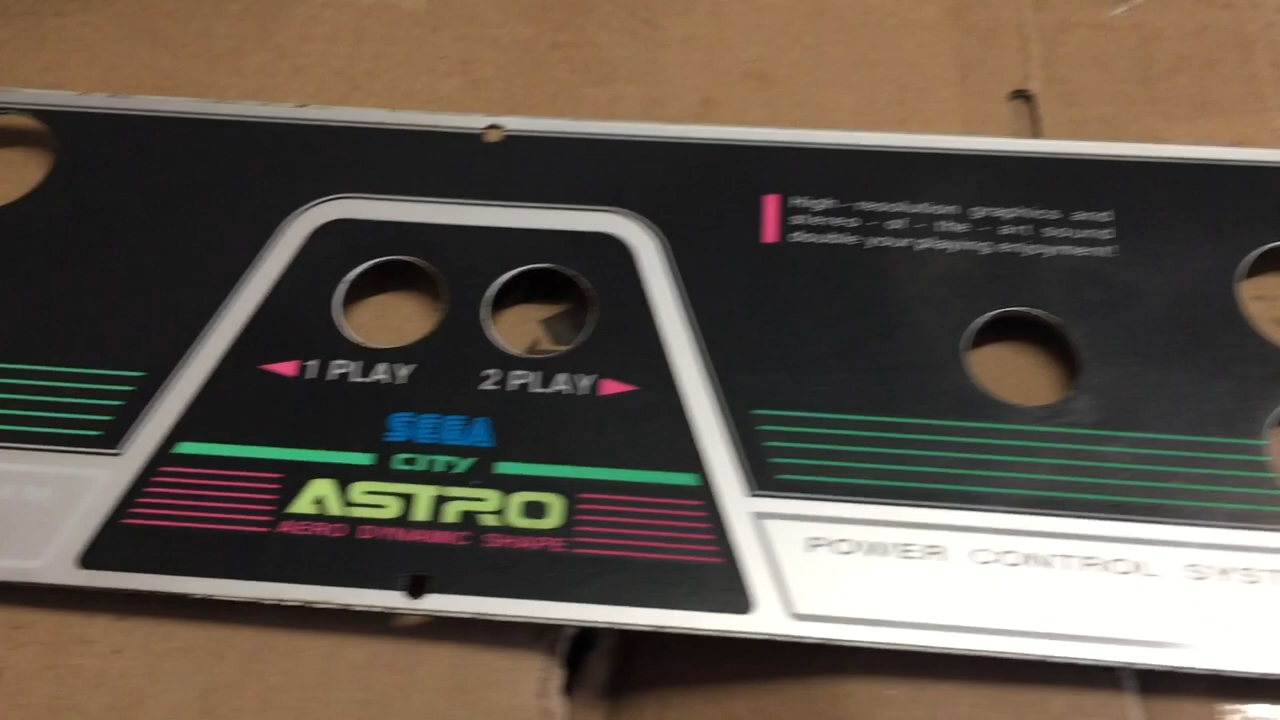 High - resolution graphics and
stereo - of - the - art sound
double your playing enjoyment.
1 PLAY
2 PLAY
SEGA
CITY
ASTRO
AERO DYNAMIC SHAPE
POWER CONTROL